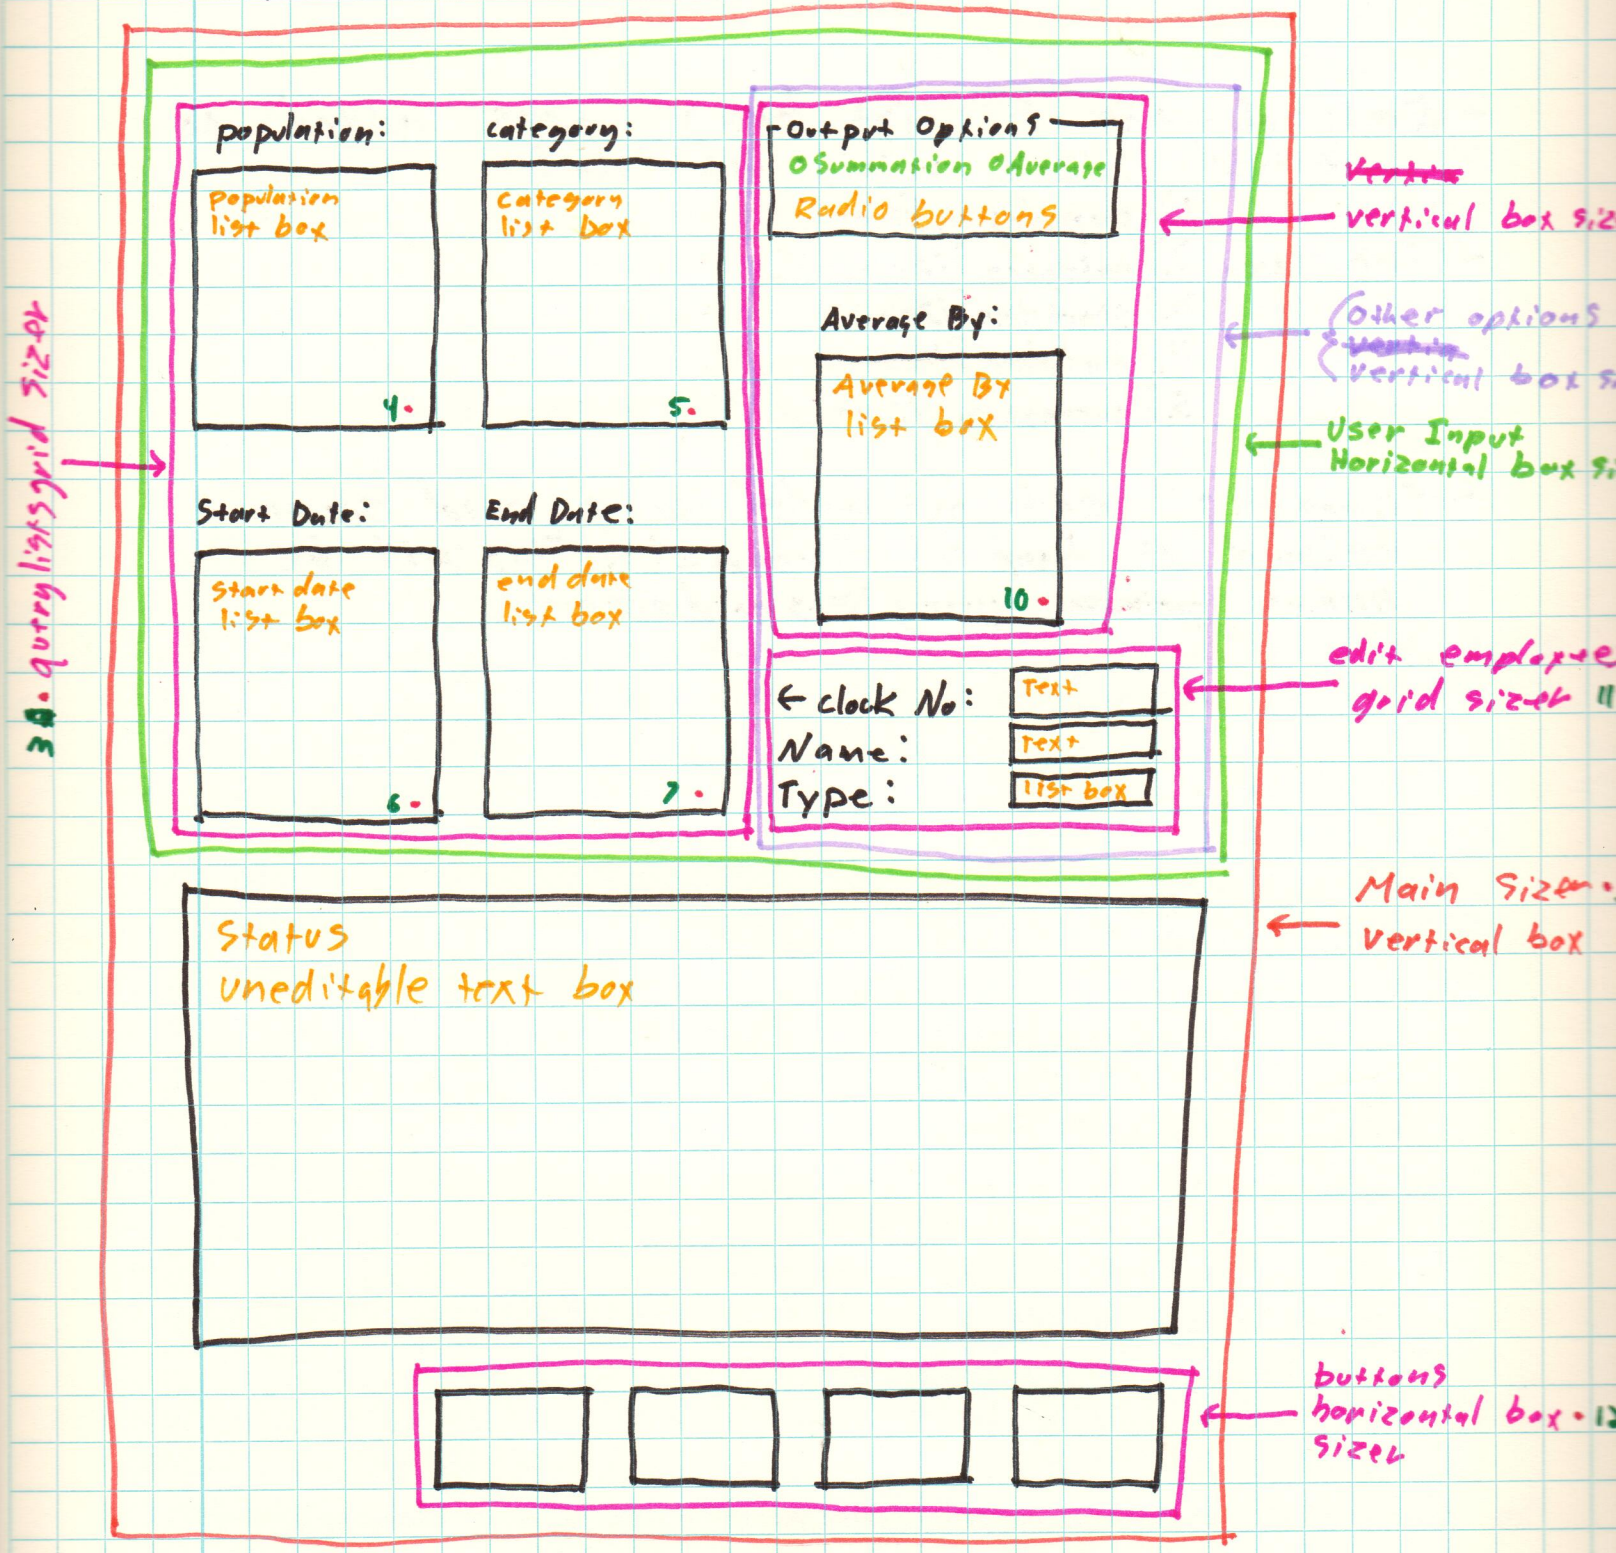 population:
category:
Output Options
o Summation o Average
Radio buttons
population
list box
category
list box
4.
5.
Average By:
Average By
list box
10.
Start Date:
End Date:
start date
list box
end date
list box
6.
7.
← Clock No:
Text
Name:
Text
Type:
list box
Status
uneditable text box
querylistsgrid sizer
vertical box siz
Other options
vertical box s
User Input
Horizontal box si
edit employee
grid sizer 11
Main Sizer.
vertical box
buttons
horizontal box.
sizer